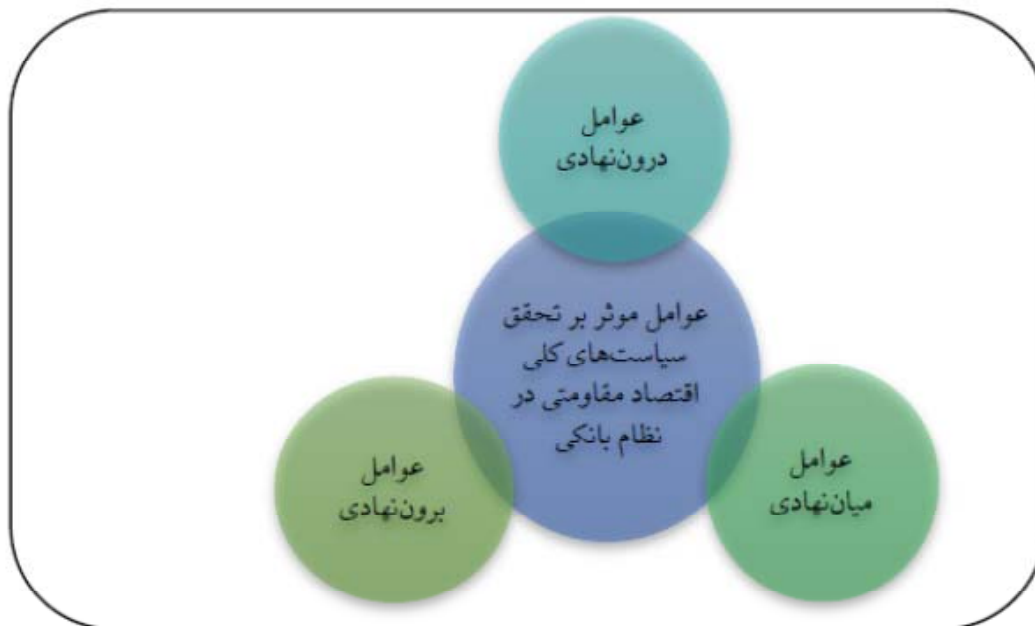 عوامل
درون‌نهادی
عوامل موثر بر تحقق
سیاست‌های کلی
اقتصاد مقاومتی در
نظام بانکی
عوامل
میان‌نهادی
عوامل
برون‌نهادی